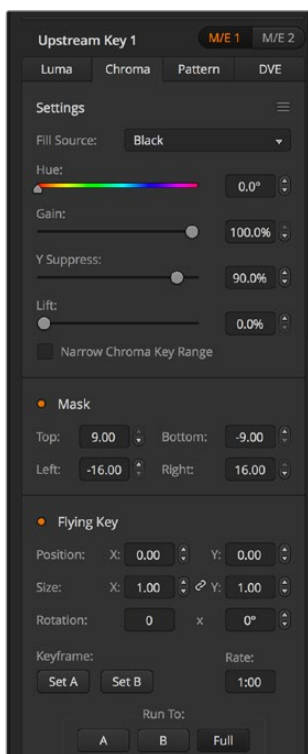 Upstream Key 1 M/E 1 M/E 2
Luma Chroma Pattern DVE
Settings
Fill Source: Black
Hue:
0.0°
Gain:
100.0%
Y Suppress:
90.0%
Lift:
0.0%
Narrow Chroma Key Range
Mask
Top: 9.00 Bottom: -9.00
Left: -16.00 Right: 16.00
Flying Key
Position: X: 0.00 Y: 0.00
Size: X: 1.00 Y: 1.00
Rotation: 0 x 0°
Keyframe: Rate:
Set A Set B 1:00
Run To:
A B Full